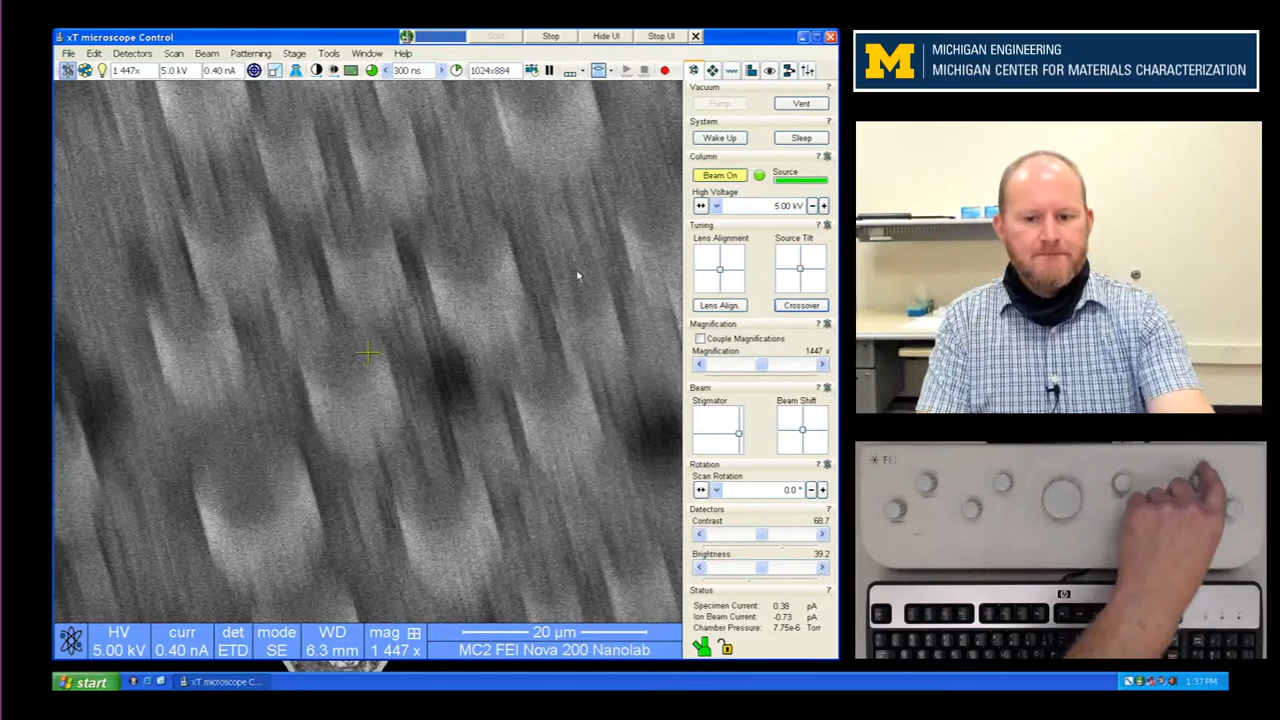 xT microscope Control
Start
Stop
Hide UI
Stop UI
File Edit Detectors Scan Beam Patterning Stage Tools Window Help
1 447x
5.0 kV
0.40 nA
300 ns
1024x884
Vacuum
?
Pump
Vent
System
?
Wake Up
Sleep
Column
?
Beam On
Source
High Voltage
5.00 kV
Tuning
?
Lens Alignment
Source Tilt
Lens Align.
Crossover
Magnification
?
Couple Magnifications
Magnification
1447 x
Beam
?
Stigmator
Beam Shift
Rotation
?
Scan Rotation
0.0 °
Detectors
?
Contrast
68.7
Brightness
39.2
Status
?
Specimen Current: 0.38 pA
Ion Beam Current: -0.73 pA
Chamber Pressure: 7.75e-6 Torr
HV
5.00 kV
curr
0.40 nA
det
ETD
mode
SE
WD
6.3 mm
mag
1 447 x
20 µm
MC2 FEI Nova 200 Nanolab
start
xT microscope C...
1:37 PM
M
MICHIGAN ENGINEERING
MICHIGAN CENTER FOR MATERIALS CHARACTERIZATION
FEI
hp